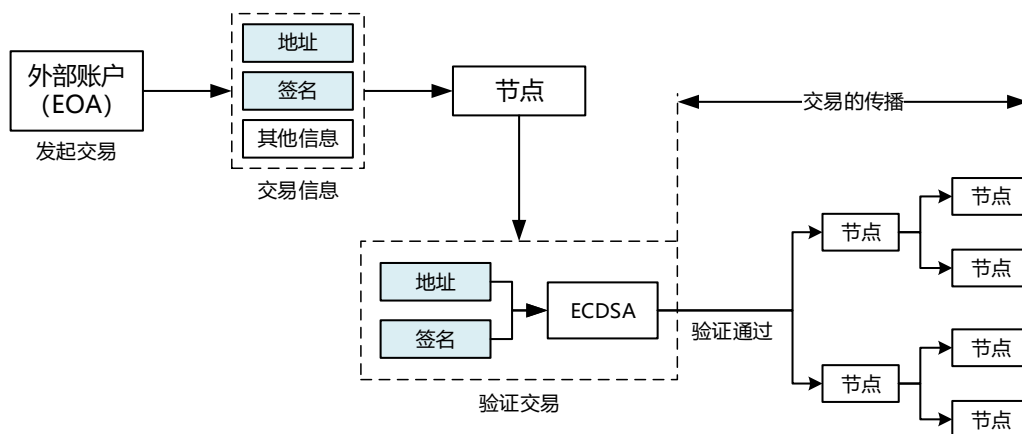 外部账户
（EOA）
发起交易
地址
签名
其他信息
交易信息
节点
交易的传播
地址
签名
ECDSA
验证交易
验证通过
节点
节点
节点
节点
节点
节点